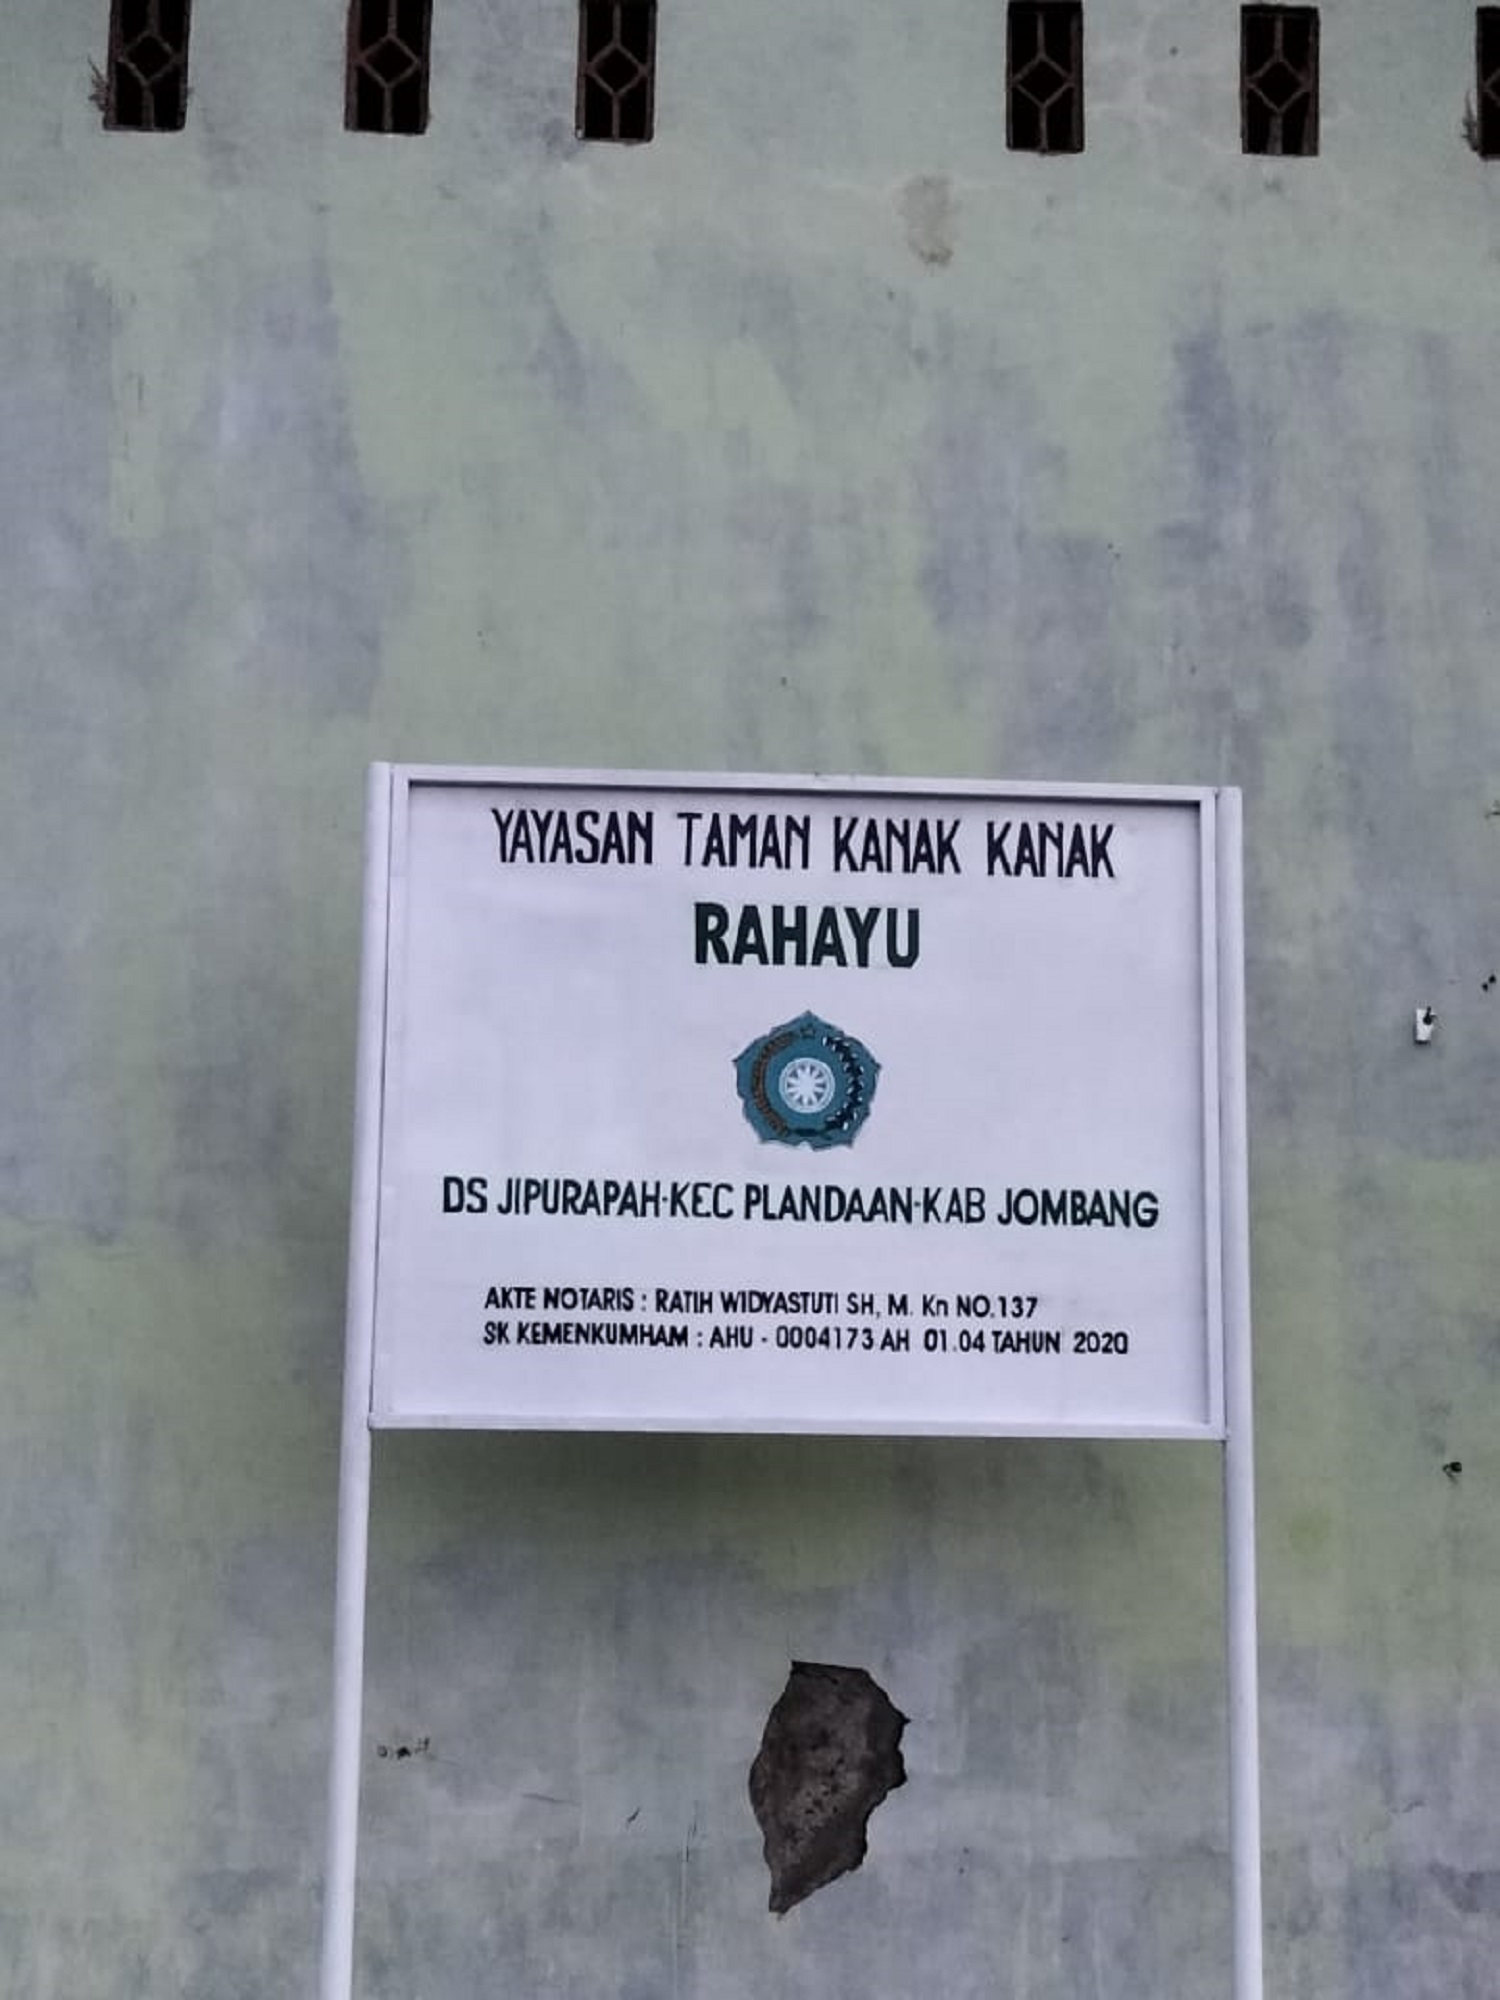 YAYASAN TAMAN KANAK KANAK
RAHAYU
DS JIPURAPAH-KEC PLANDAAN-KAB JOMBANG
AKTE NOTARIS : RATIH WIDYASTUTI SH, M. Kn NO.137
SK KEMENKUMHAM : AHU - 0004173 AH 01.04 TAHUN 2020